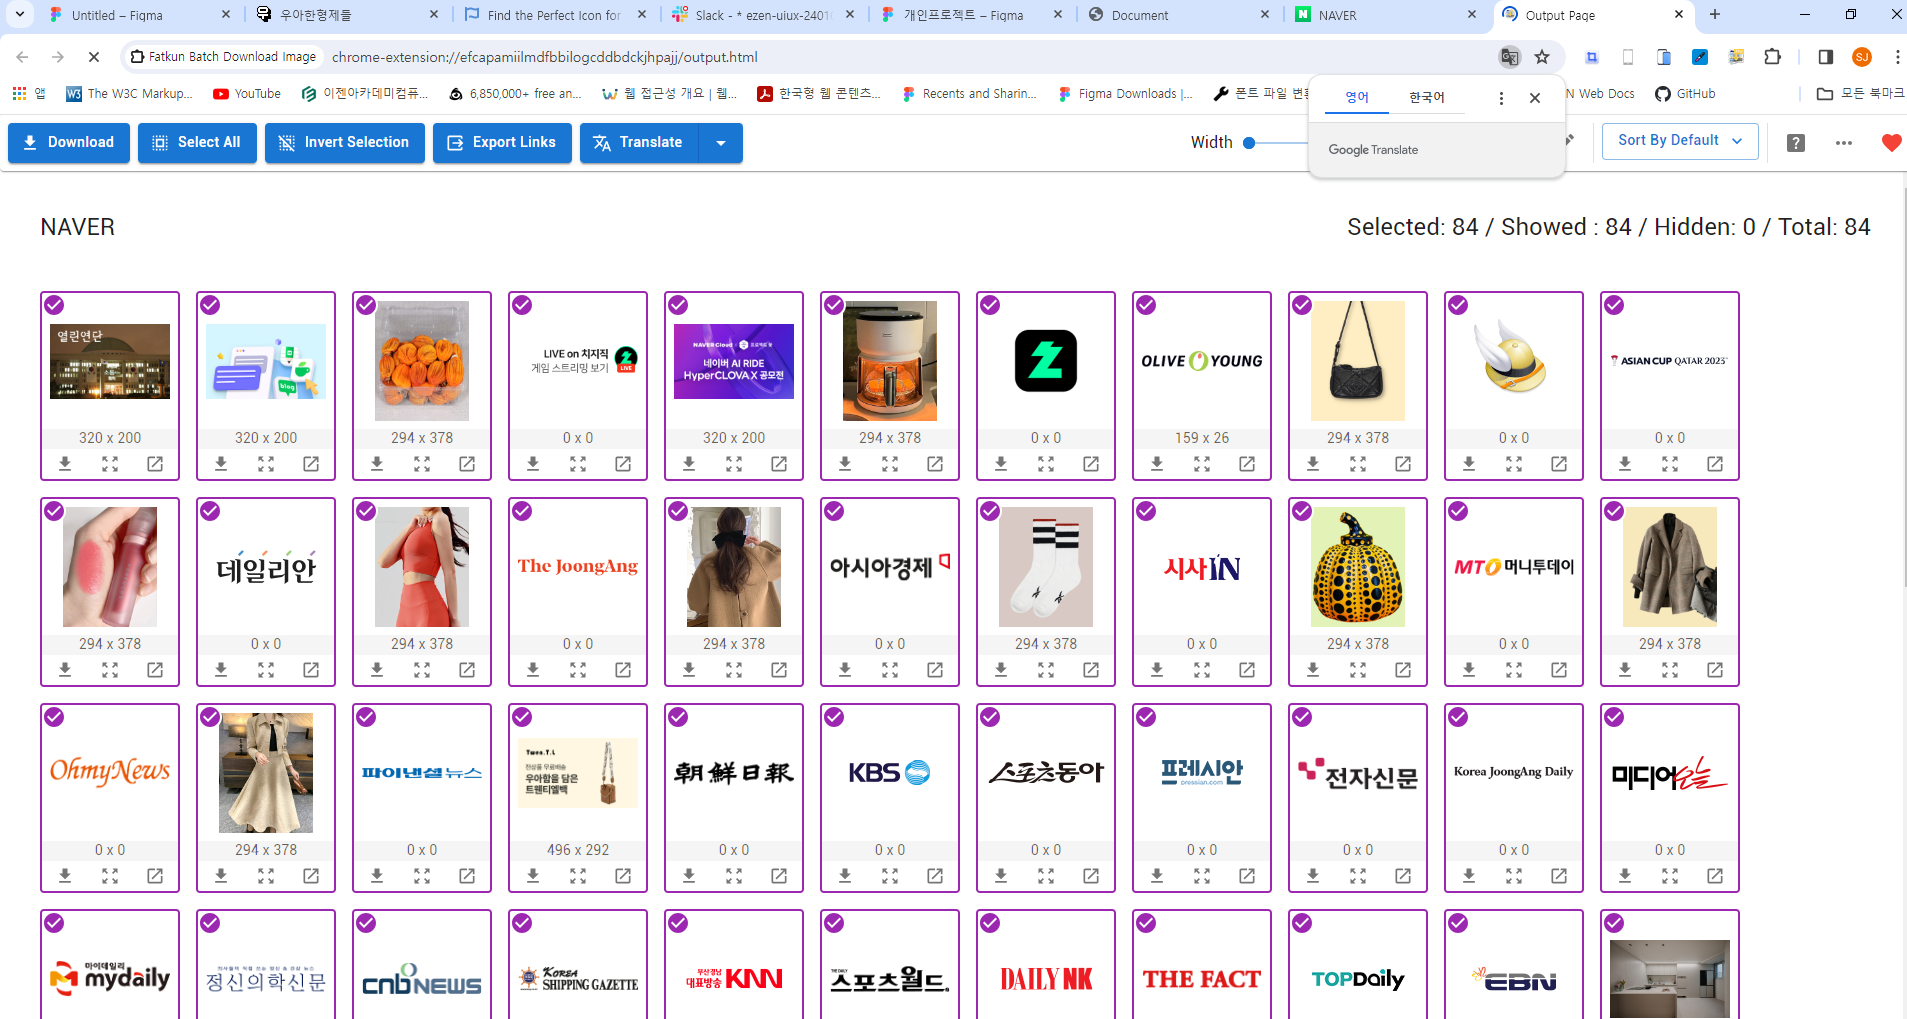 Untitled – Figma
우아한형제들
Find the Perfect Icon for
Slack - * ezen-uiux-2401
개인프로젝트 – Figma
Document
NAVER
Output Page
Fatkun Batch Download Image
chrome-extension://efcapamiilmdfbbilogcddbdckjhpajj/output.html
SJ
앱
The W3C Markup...
YouTube
이젠아카데미컴퓨...
6,850,000+ free an...
웹 접근성 개요 | 웹...
한국형 웹 콘텐츠...
Recents and Sharin...
Figma Downloads |...
폰트 파일 변환
N Web Docs
GitHub
모든 북마크
영어
한국어
Google Translate
Download
Select All
Invert Selection
Export Links
Translate
Width
Sort By Default
NAVER
Selected: 84 / Showed : 84 / Hidden: 0 / Total: 84
열린연단
LIVE on 치지직
게임 스트리밍 보기
LIVE
NAVER Cloud
네이버 AI RIDE
HyperCLOVA X 공모전
blog
OLIVE YOUNG
ASIAN CUP QATAR 2023
320 x 200
320 x 200
294 x 378
0 x 0
320 x 200
294 x 378
0 x 0
159 x 26
294 x 378
0 x 0
0 x 0
데일리안
The JoongAng
아시아경제
시사IN
MTO 머니투데이
294 x 378
0 x 0
294 x 378
0 x 0
294 x 378
0 x 0
294 x 378
0 x 0
294 x 378
0 x 0
294 x 378
OhmyNews
파이낸셜뉴스
Twee.T.L
전상품 무료배송
우아함을 담은
트웬티엘백
朝鮮日報
KBS
스포츠동아
프레시안
pressian.com
전자신문
Korea JoongAng Daily
미디어오늘
0 x 0
294 x 378
0 x 0
496 x 292
0 x 0
0 x 0
0 x 0
0 x 0
0 x 0
0 x 0
0 x 0
마이데일리
mydaily
정신의학신문
cnbNEWS
KOREA
SHIPPING GAZETTE
부산경남
대표방송 KNN
THE DAILY
스포츠월드.
DAILY NK
THE FACT
TOPDaily
EBN